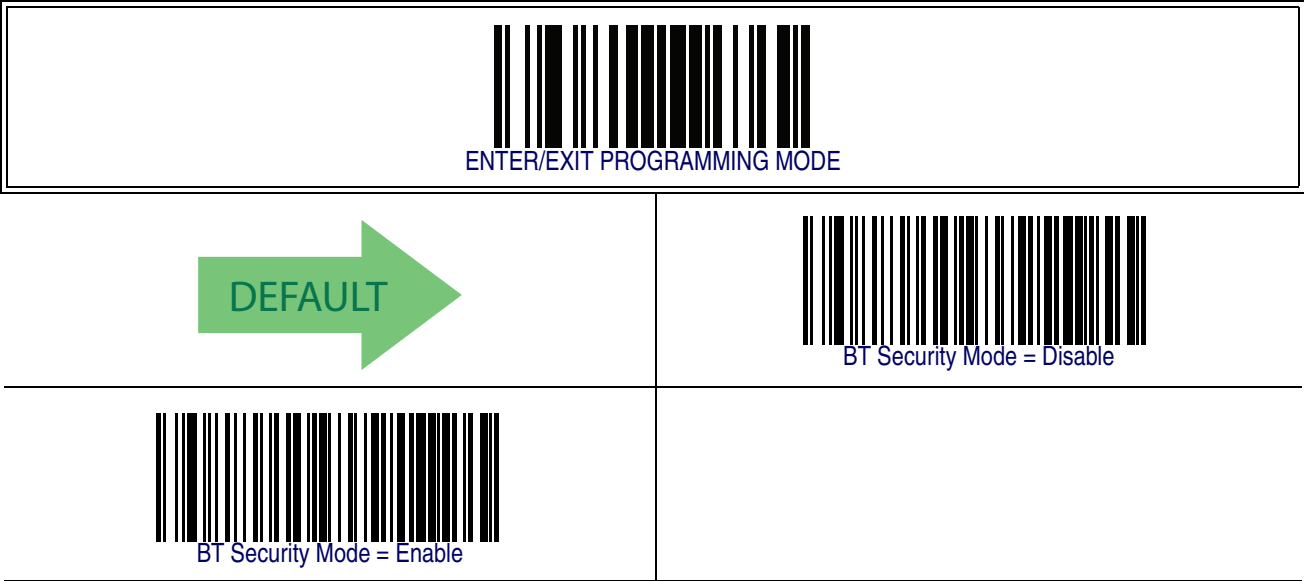 ENTER/EXIT PROGRAMMING MODE
DEFAULT
BT Security Mode = Disable
BT Security Mode = Enable